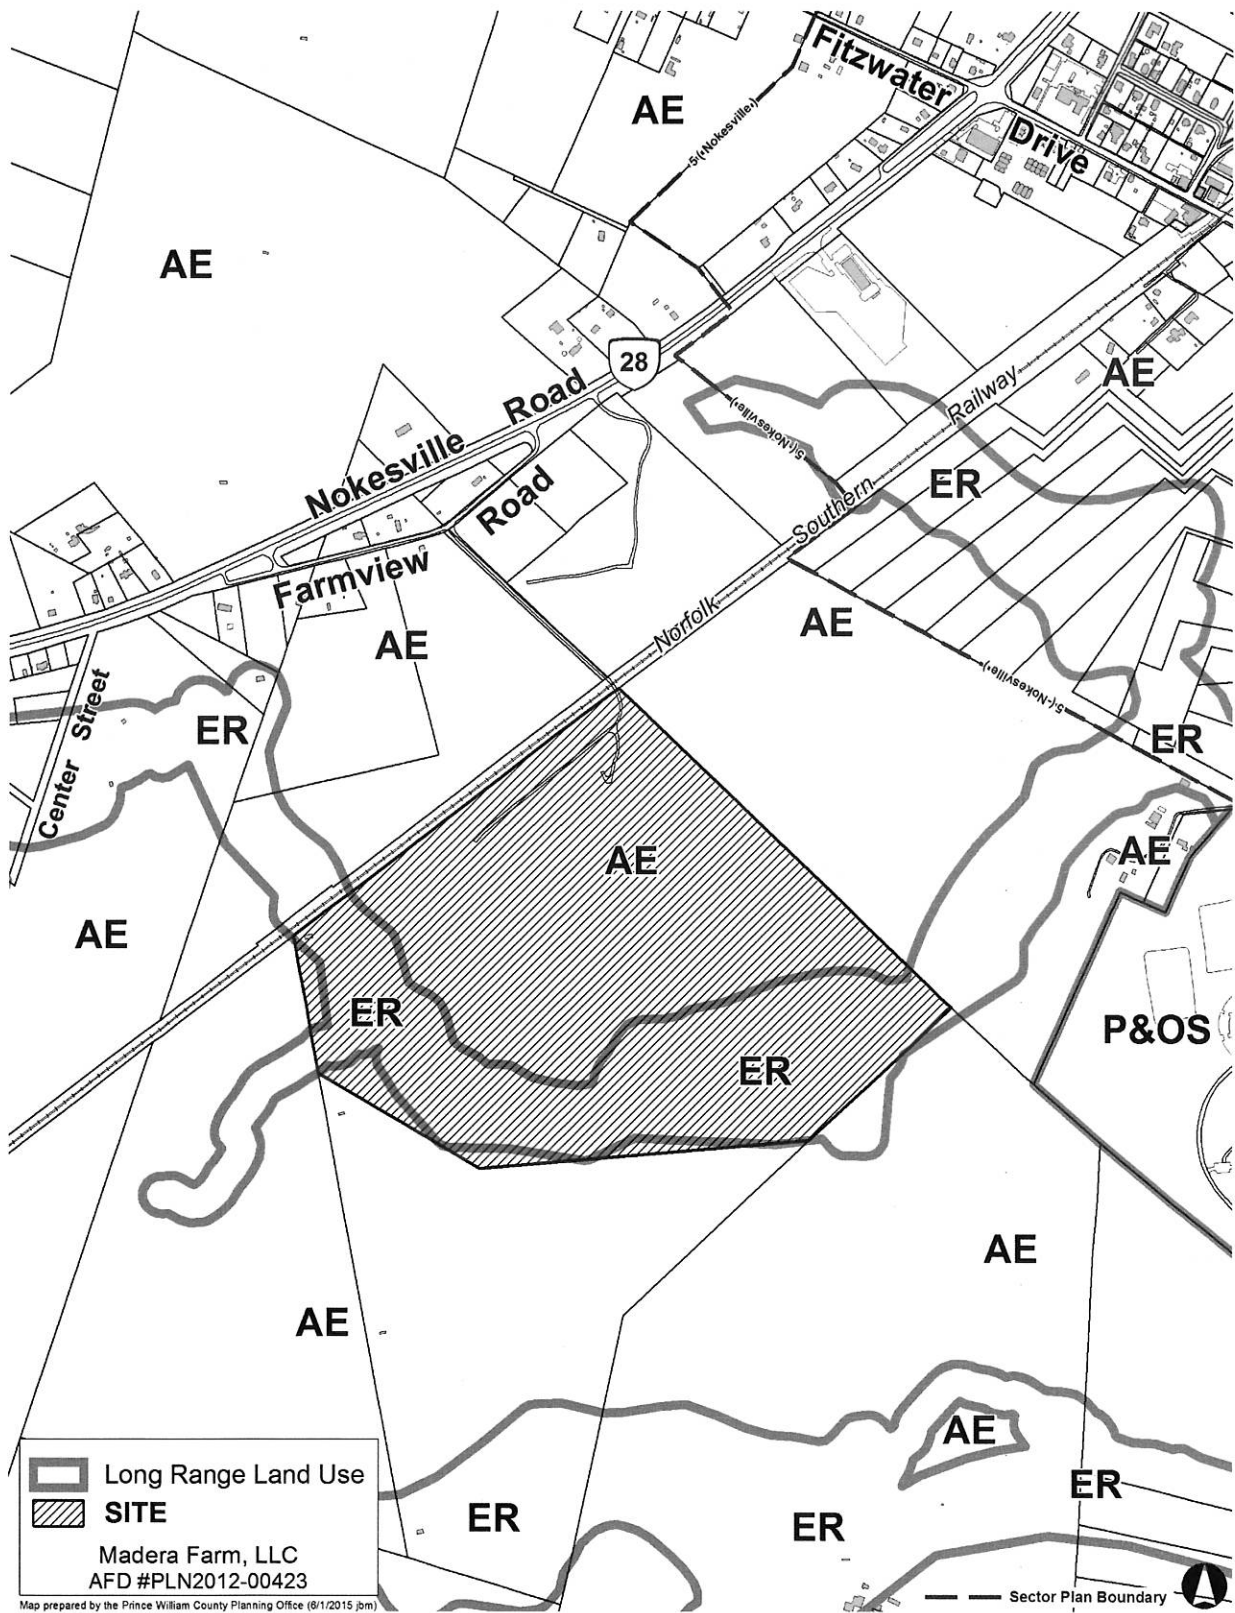 Fitzwater
Drive
AE
5 (Nokesville)
AE
28
Nokesville Road
Farmview Road
5 (Nokesville)
AE
ER
Norfolk Southern Railway
AE
AE
5 (Nokesville)
Center Street
ER
ER
AE
AE
AE
ER
ER
P&OS
AE
AE
AE
ER
ER
ER
Long Range Land Use
SITE
Madera Farm, LLC
AFD #PLN2012-00423
Map prepared by the Prince William County Planning Office (6/1/2015 jbm)
Sector Plan Boundary